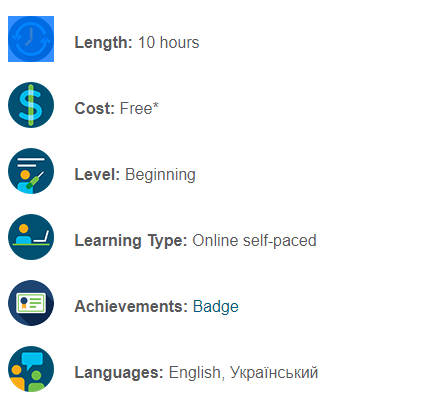 Length: 10 hours
Cost: Free*
Level: Beginning
Learning Type: Online self-paced
Achievements: Badge
Languages: English, Український